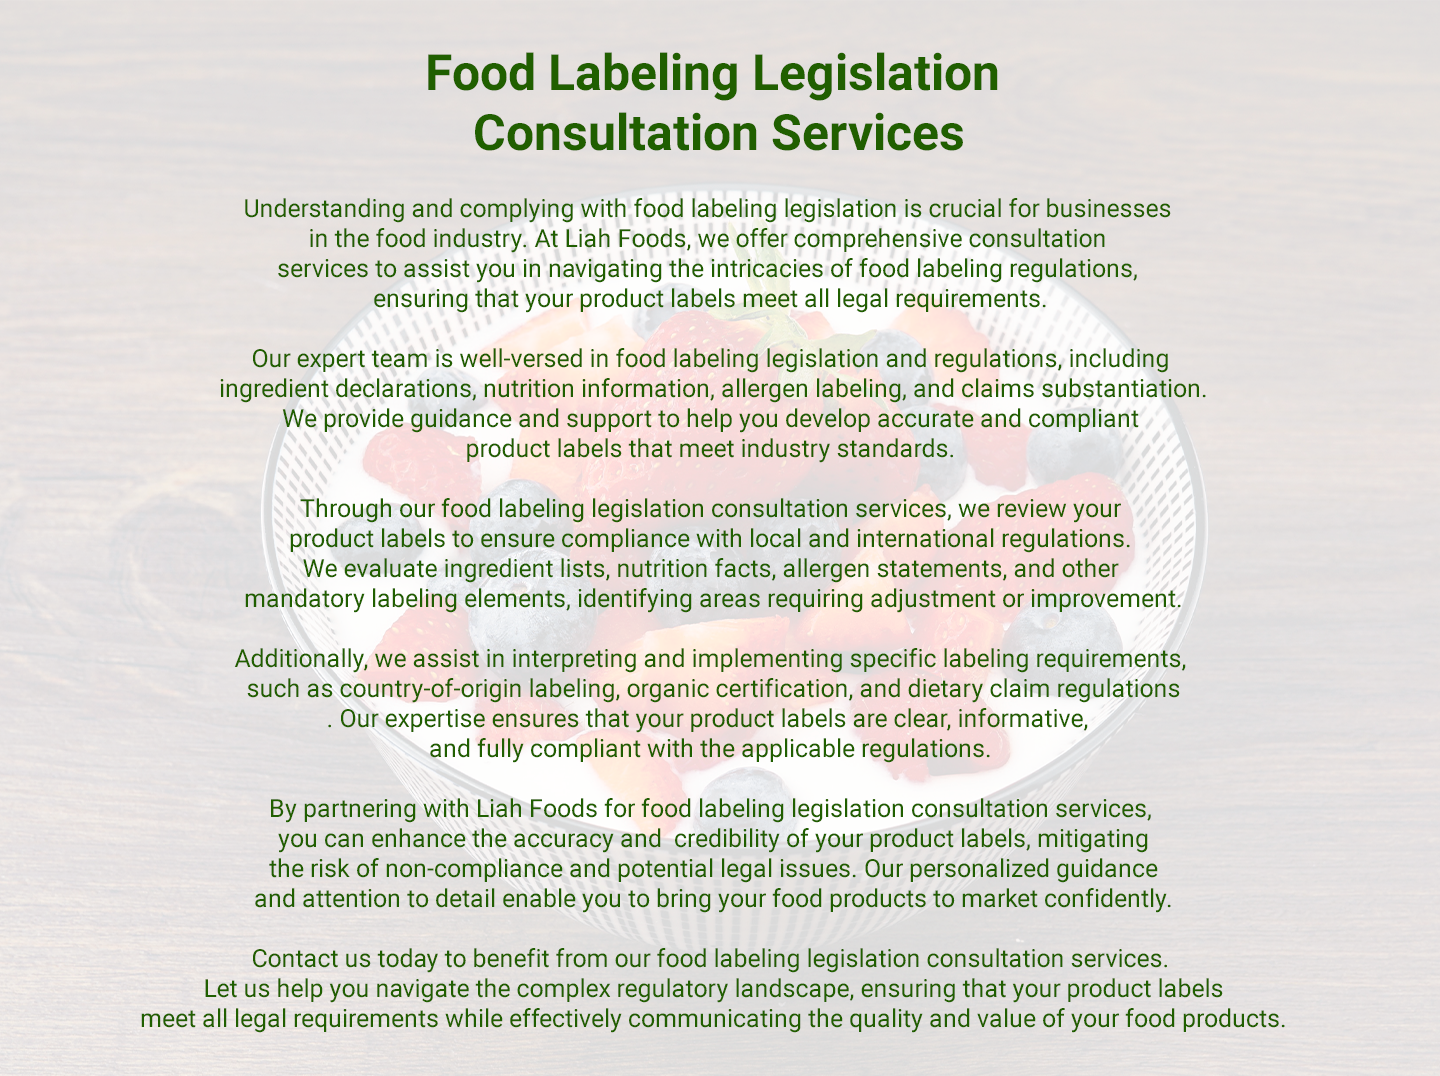 Food Labeling Legislation
Consultation Services
Understanding and complying with food labeling legislation is crucial for businesses
in the food industry. At Liah Foods, we offer comprehensive consultation
services to assist you in navigating the intricacies of food labeling regulations,
ensuring that your product labels meet all legal requirements.
Our expert team is well-versed in food labeling legislation and regulations, including
ingredient declarations, nutrition information, allergen labeling, and claims substantiation.
We provide guidance and support to help you develop accurate and compliant
product labels that meet industry standards.
Through our food labeling legislation consultation services, we review your
product labels to ensure compliance with local and international regulations.
We evaluate ingredient lists, nutrition facts, allergen statements, and other
mandatory labeling elements, identifying areas requiring adjustment or improvement.
Additionally, we assist in interpreting and implementing specific labeling requirements,
such as country-of-origin labeling, organic certification, and dietary claim regulations
. Our expertise ensures that your product labels are clear, informative,
and fully compliant with the applicable regulations.
By partnering with Liah Foods for food labeling legislation consultation services,
you can enhance the accuracy and  credibility of your product labels, mitigating
the risk of non-compliance and potential legal issues. Our personalized guidance
and attention to detail enable you to bring your food products to market confidently.
Contact us today to benefit from our food labeling legislation consultation services.
Let us help you navigate the complex regulatory landscape, ensuring that your product labels
meet all legal requirements while effectively communicating the quality and value of your food products.